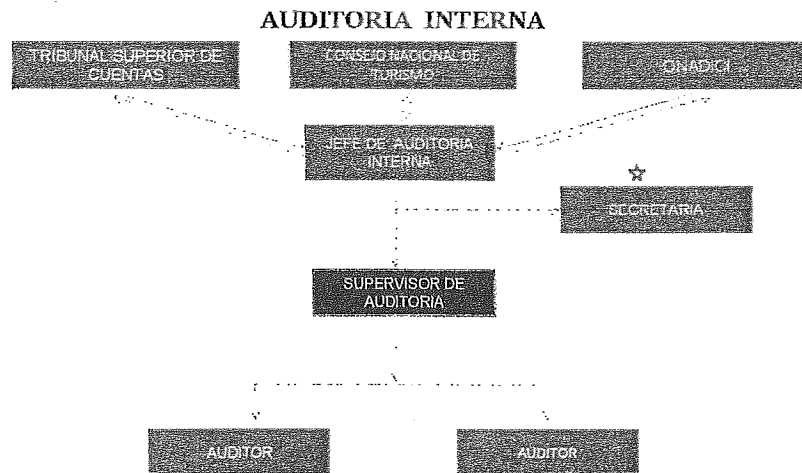 AUDITORIA INTERNA
TRIBUNAL SUPERIOR DE
CUENTAS
CONSEJO NACIONAL DE
TURISMO
ONADICI
JEFE DE AUDITORIA
INTERNA
SECRETARIA
SUPERVISOR DE
AUDITORIA
AUDITOR
AUDITOR